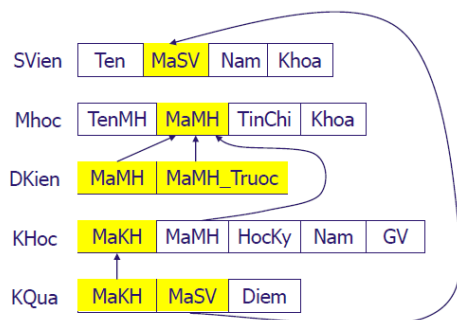 SVien Ten MaSV Nam Khoa
Mhoc TenMH MaMH TinChi Khoa
DKien MaMH MaMH_Truoc
KHoc MaKH MaMH HocKy Nam GV
KQua MaKH MaSV Diem